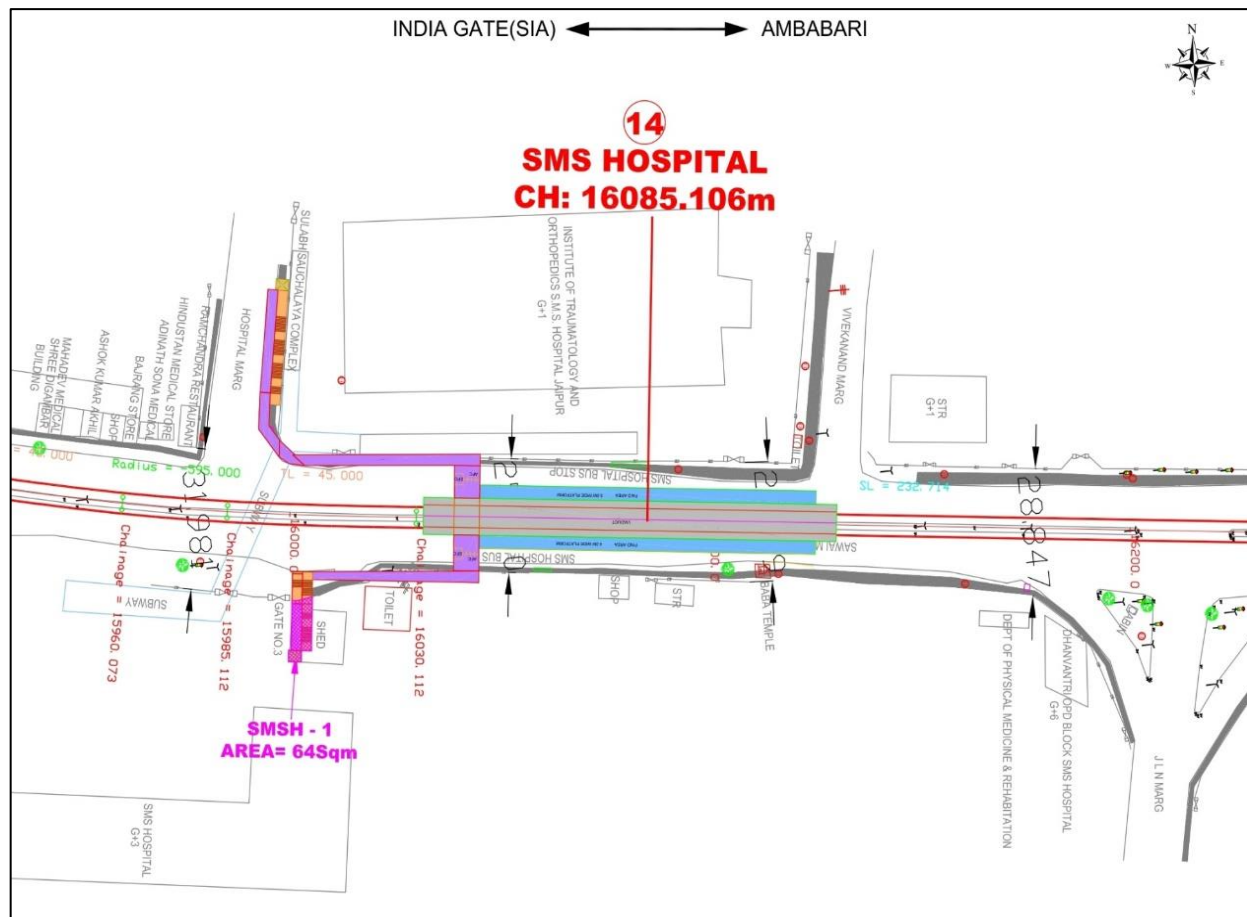 INDIA GATE(SIA)
AMBABARI
N
W
E
S
14
SMS HOSPITAL
CH: 16085.106m
SULABH SAUCHALAYA COMPLEX
INSTITUTE OF TRAUMATOLOGY AND
ORTHOPEDICS S.M.S. HOSPITAL JAIPUR
G+1
VIVEKANAND MARG
HOSPITAL MARG
RAMCHANDRA RESTAURANT
HINDUSTAN MEDICAL STORE
ADINATH SONA MEDICAL
BAJRANG STORE
SHOP
ASHOK KUMAR AKHIL
MAHADEV MEDICAL
SHREE DIGAMBAR
BUILDING
STR
G+1
Radius = -595.000
TL = 45.000
SMS HOSPITAL BUS STOP
SL = 232.714
SUBWAY
28.847
16000.0
16200.0
SMS HOSPITAL BUS
Chainage = 15960.073
Chainage = 15985.112
Chainage = 16030.112
SUBWAY
GATE NO.3
SHED
TOILET
SHOP
STR
BABA TEMPLE
CABIN
DEPT OF PHYSICAL MEDICINE & REHABITATION
DHANVANTRI OPD BLOCK SMS HOSPITAL
G+6
J L N MARG
SMSH - 1
AREA= 64Sqm
SMS HOSPITAL
G+3